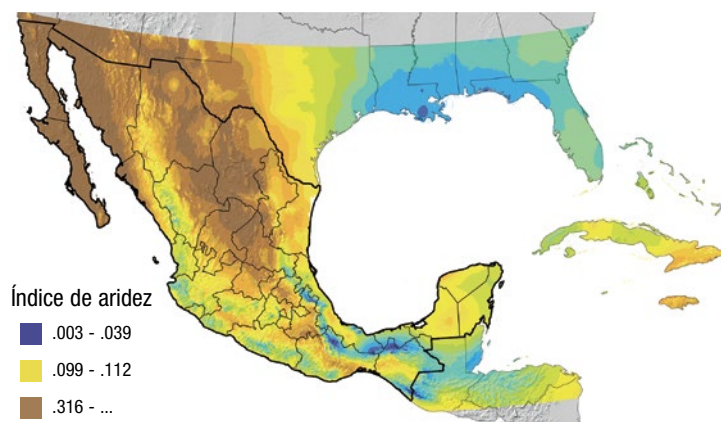 Índice de aridez
.003 - .039
.099 - .112
.316 - ...